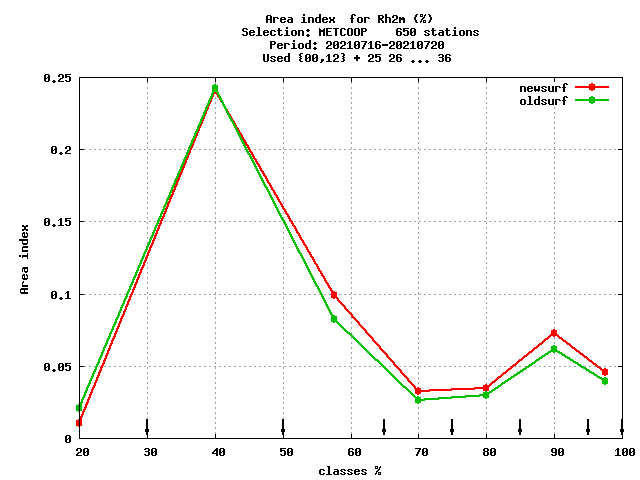 Area index  for Rh2m (%)
Selection: METCOOP    650 stations
Period: 20210716-20210720
Used {00,12} + 25 26 ... 36
newsurf
oldsurf
0.25
0.2
0.15
0.1
0.05
0
Area index
20 30 40 50 60 70 80 90 100
classes %